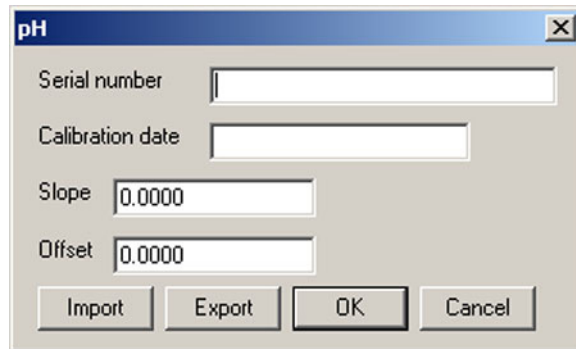 pH
Serial number
Calibration date
Slope 0.0000
Offset 0.0000
Import Export OK Cancel